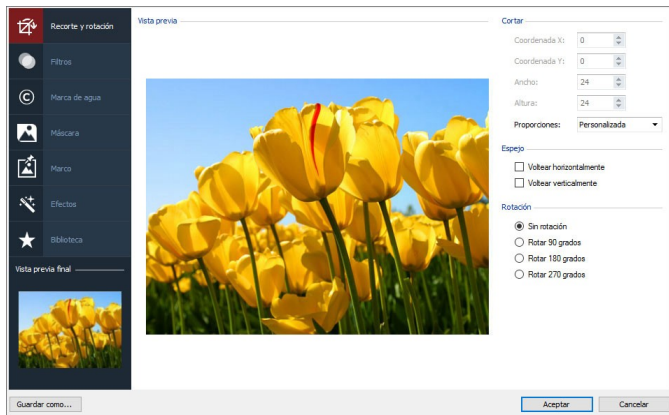 Recorte y rotación
Filtros
Marca de agua
Máscara
Marco
Efectos
Biblioteca
Vista previa final
Guardar como...
Vista previa
Cortar
Coordenada X: 0
Coordenada Y: 0
Ancho: 24
Altura: 24
Proporciones: Personalizada
Espejo
Voltear horizontalmente
Voltear verticalmente
Rotación
Sin rotación
Rotar 90 grados
Rotar 180 grados
Rotar 270 grados
Aceptar
Cancelar